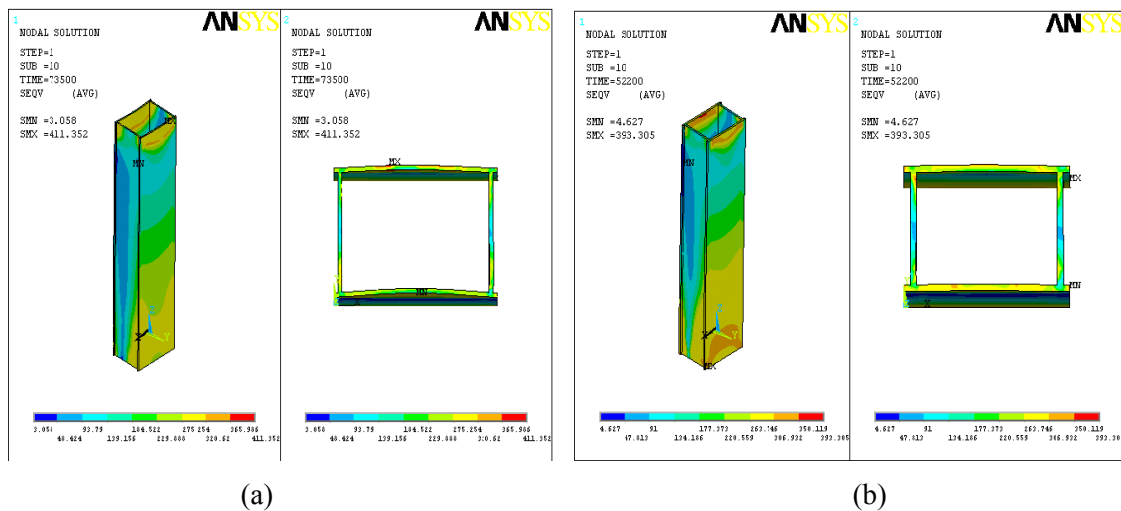 1
ANSYS
NODAL SOLUTION
STEP=1
SUB =10
TIME=73500
SEQV (AVG)
SMN =3.058
SMX =411.352
MX
MN
Z
X
Y
93.79 184.522 275.254 365.986
48.424 139.156 229.888 320.62 411.352
2
ANSYS
NODAL SOLUTION
STEP=1
SUB =10
TIME=73500
SEQV (AVG)
SMN =3.058
SMX =411.352
MX
MN
X
3.058 93.79 184.522 275.254 365.986
48.424 139.156 229.888 411.352
(a)
1
ANSYS
NODAL SOLUTION
STEP=1
SUB =10
TIME=52200
SEQV (AVG)
SMN =4.627
SMX =393.305
MN
Z
X
Y
MX
4.627 91 177.373 263.746 350.119
47.813 134.186 220.559 306.932 393.305
2
ANSYS
NODAL SOLUTION
STEP=1
SUB =10
TIME=52200
SEQV (AVG)
SMN =4.627
SMX =393.305
MX
MN
X
4.627 91 177.373 263.746 350.119
47.813 134.186 220.559 306.932 393.305
(b)